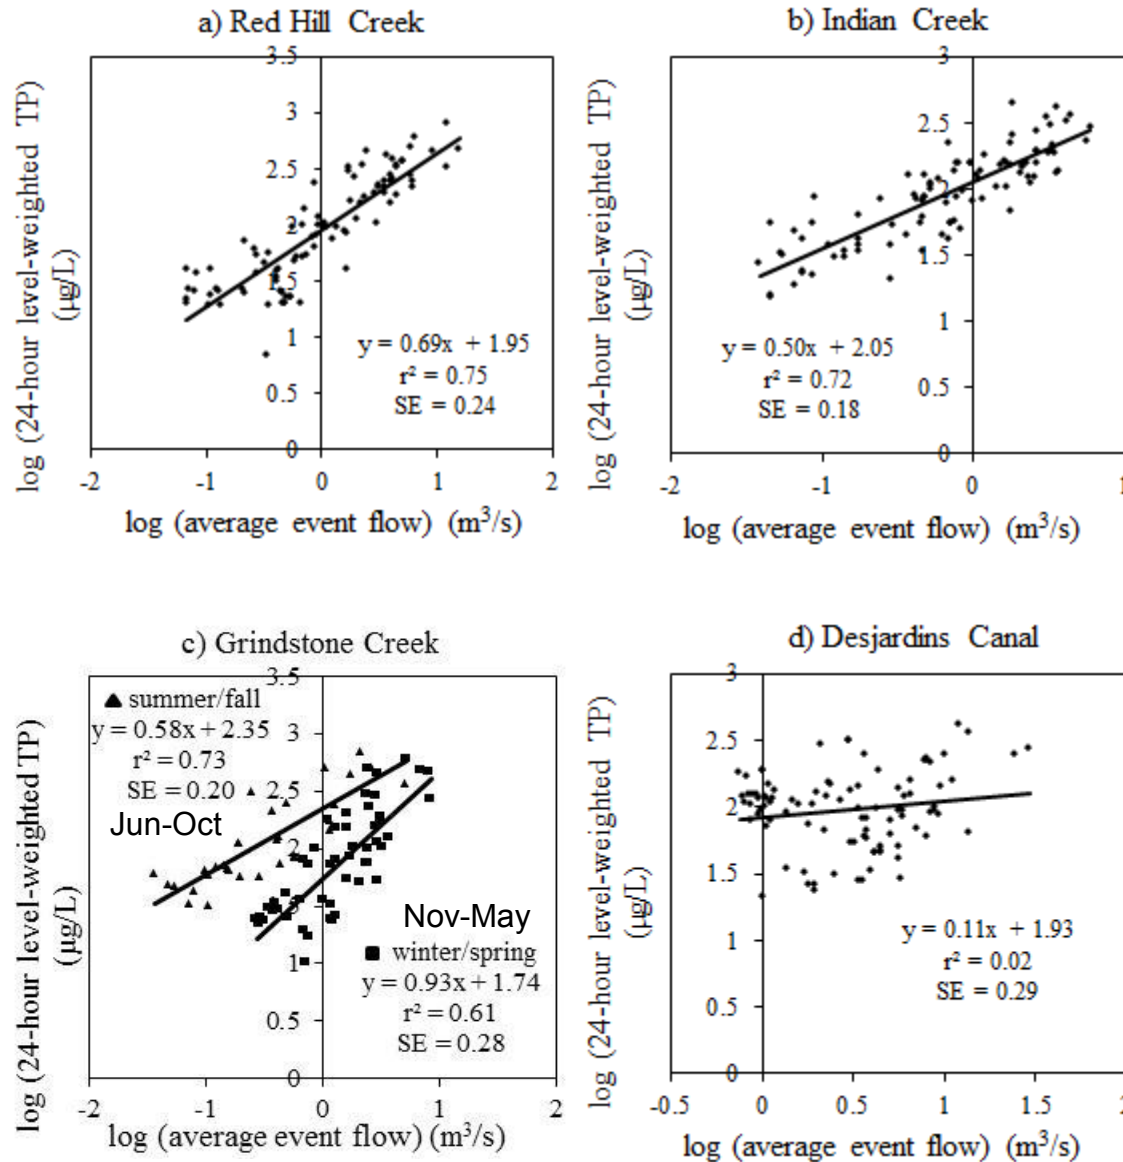 a) Red Hill Creek
log (24-hour level-weighted TP)
(µg/L)
3.5
3
2.5
2
1.5
1
0.5
0
y = 0.69x + 1.95
r² = 0.75
SE = 0.24
-2 -1 0 1 2
log (average event flow) (m³/s)
b) Indian Creek
log (24-hour level-weighted TP)
(µg/L)
3
2.5
2
1.5
1
0.5
0
y = 0.50x + 2.05
r² = 0.72
SE = 0.18
-2 -1 0 1
log (average event flow) (m³/s)
c) Grindstone Creek
log (24-hour level-weighted TP)
(µg/L)
3.5
3
2.5
2
1.5
1
0.5
0
summer/fall
y = 0.58x + 2.35
r² = 0.73
SE = 0.20
Jun-Oct
Nov-May
winter/spring
y = 0.93x + 1.74
r² = 0.61
SE = 0.28
-2 -1 0 1 2
log (average event flow) (m³/s)
d) Desjardins Canal
log (24-hour level-weighted TP)
(µg/L)
3
2.5
2
1.5
1
0.5
0
y = 0.11x + 1.93
r² = 0.02
SE = 0.29
-0.5 0 0.5 1 1.5 2
log (average event flow) (m³/s)